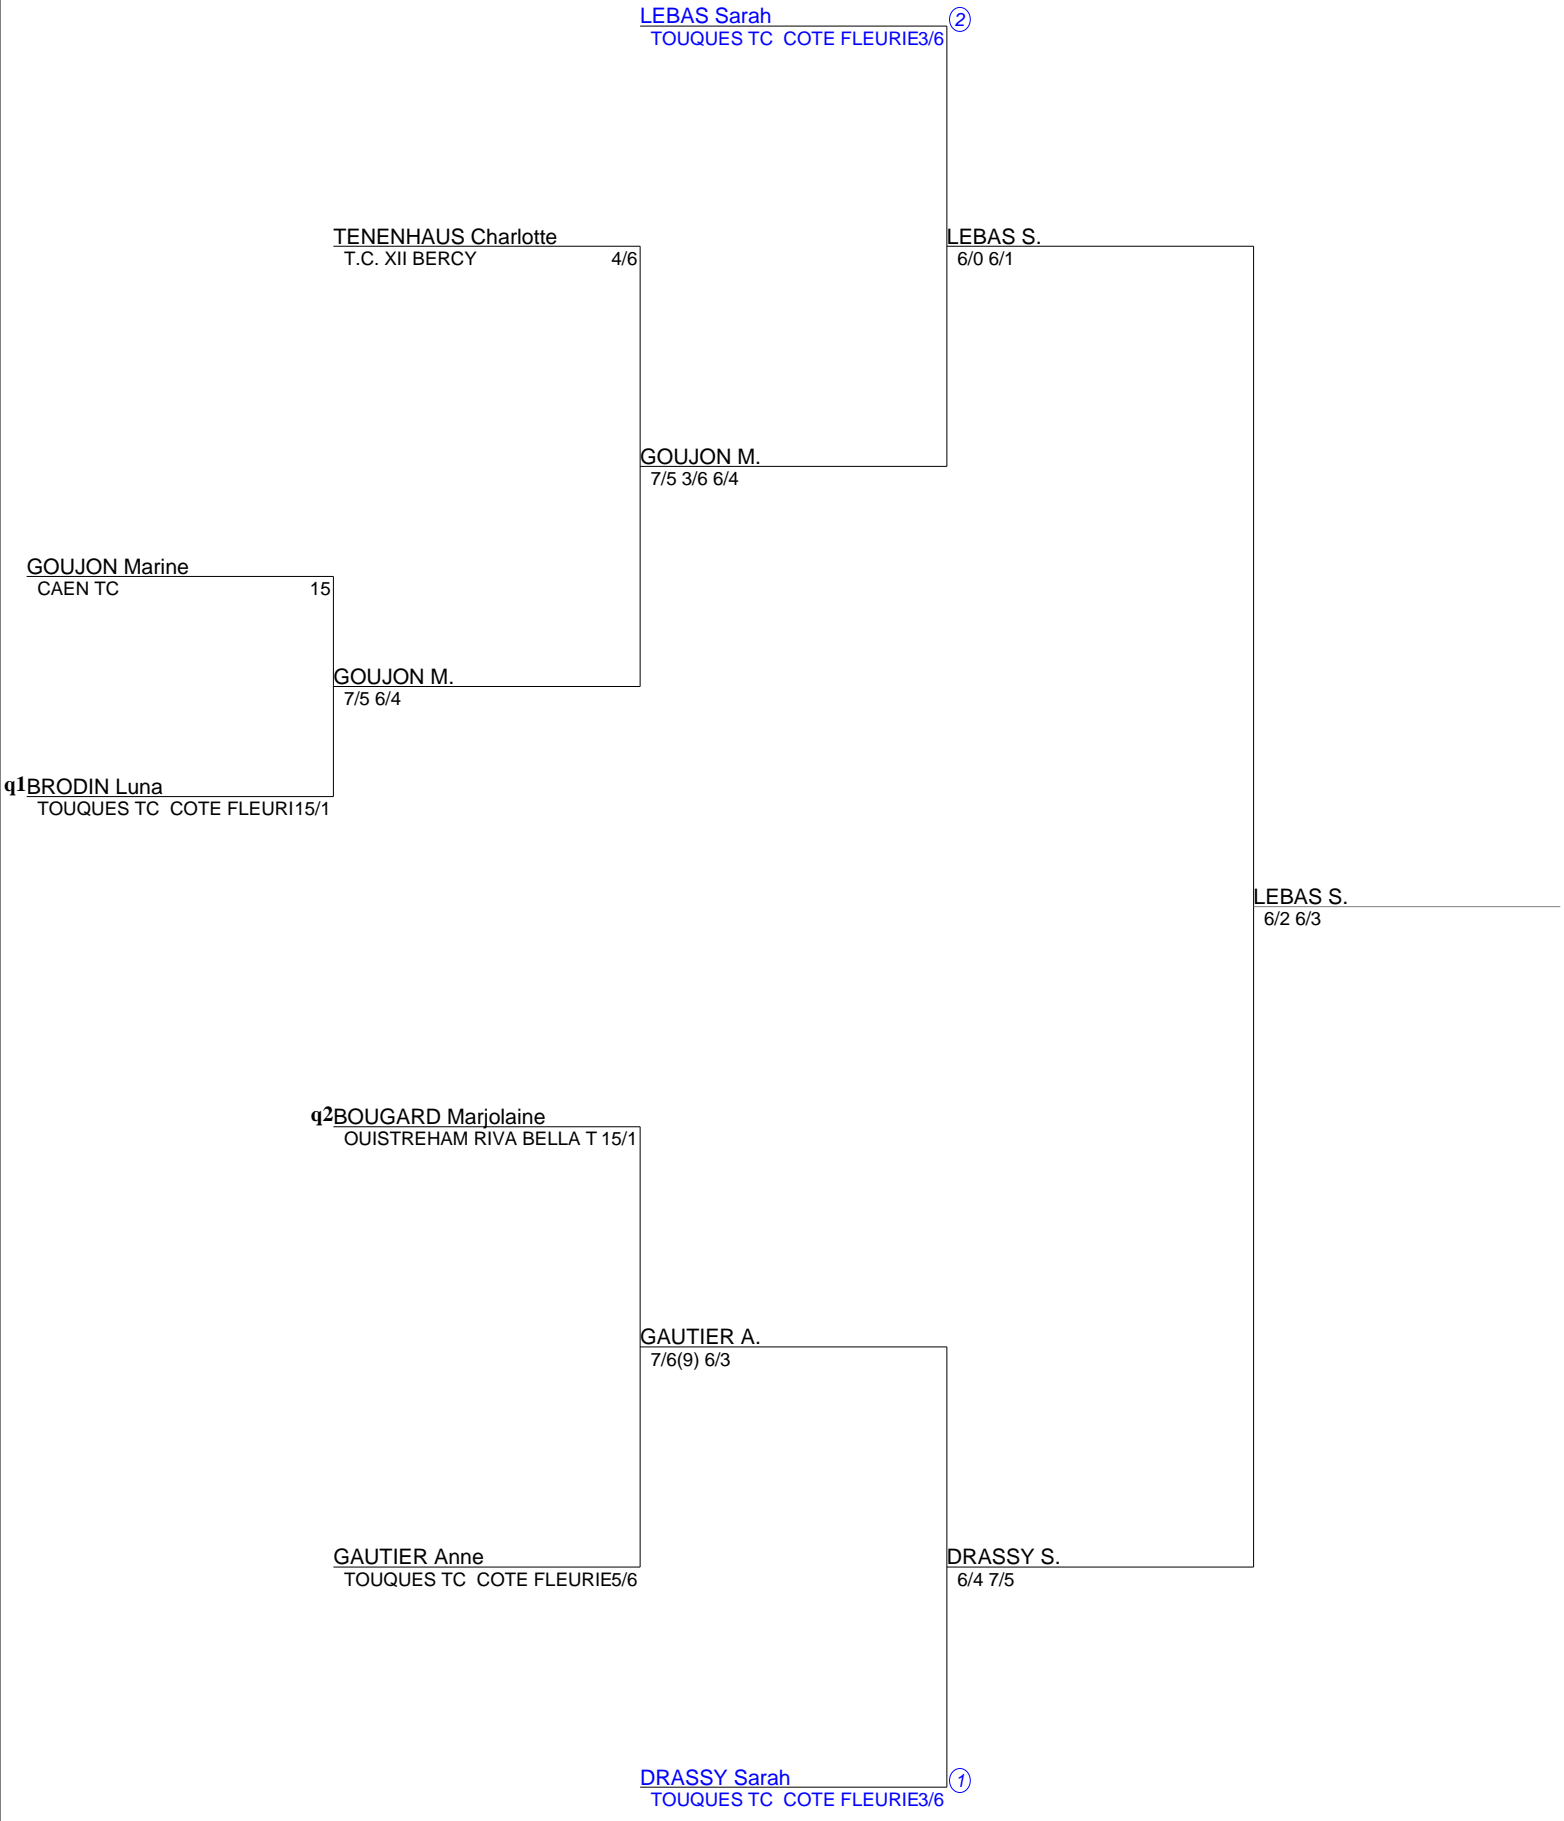 LEBAS Sarah 2
TOUQUES TC COTE FLEURIE3/6
TENENHAUS Charlotte
T.C. XII BERCY 4/6
LEBAS S.
6/0 6/1
GOUJON M.
7/5 3/6 6/4
GOUJON Marine
CAEN TC 15
GOUJON M.
7/5 6/4
q1BRODIN Luna
TOUQUES TC COTE FLEURI15/1
LEBAS S.
6/2 6/3
q2BOUGARD Marjolaine
OUISTREHAM RIVA BELLA T 15/1
GAUTIER A.
7/6(9) 6/3
GAUTIER Anne
TOUQUES TC COTE FLEURIE5/6
DRASSY S.
6/4 7/5
DRASSY Sarah 1
TOUQUES TC COTE FLEURIE3/6